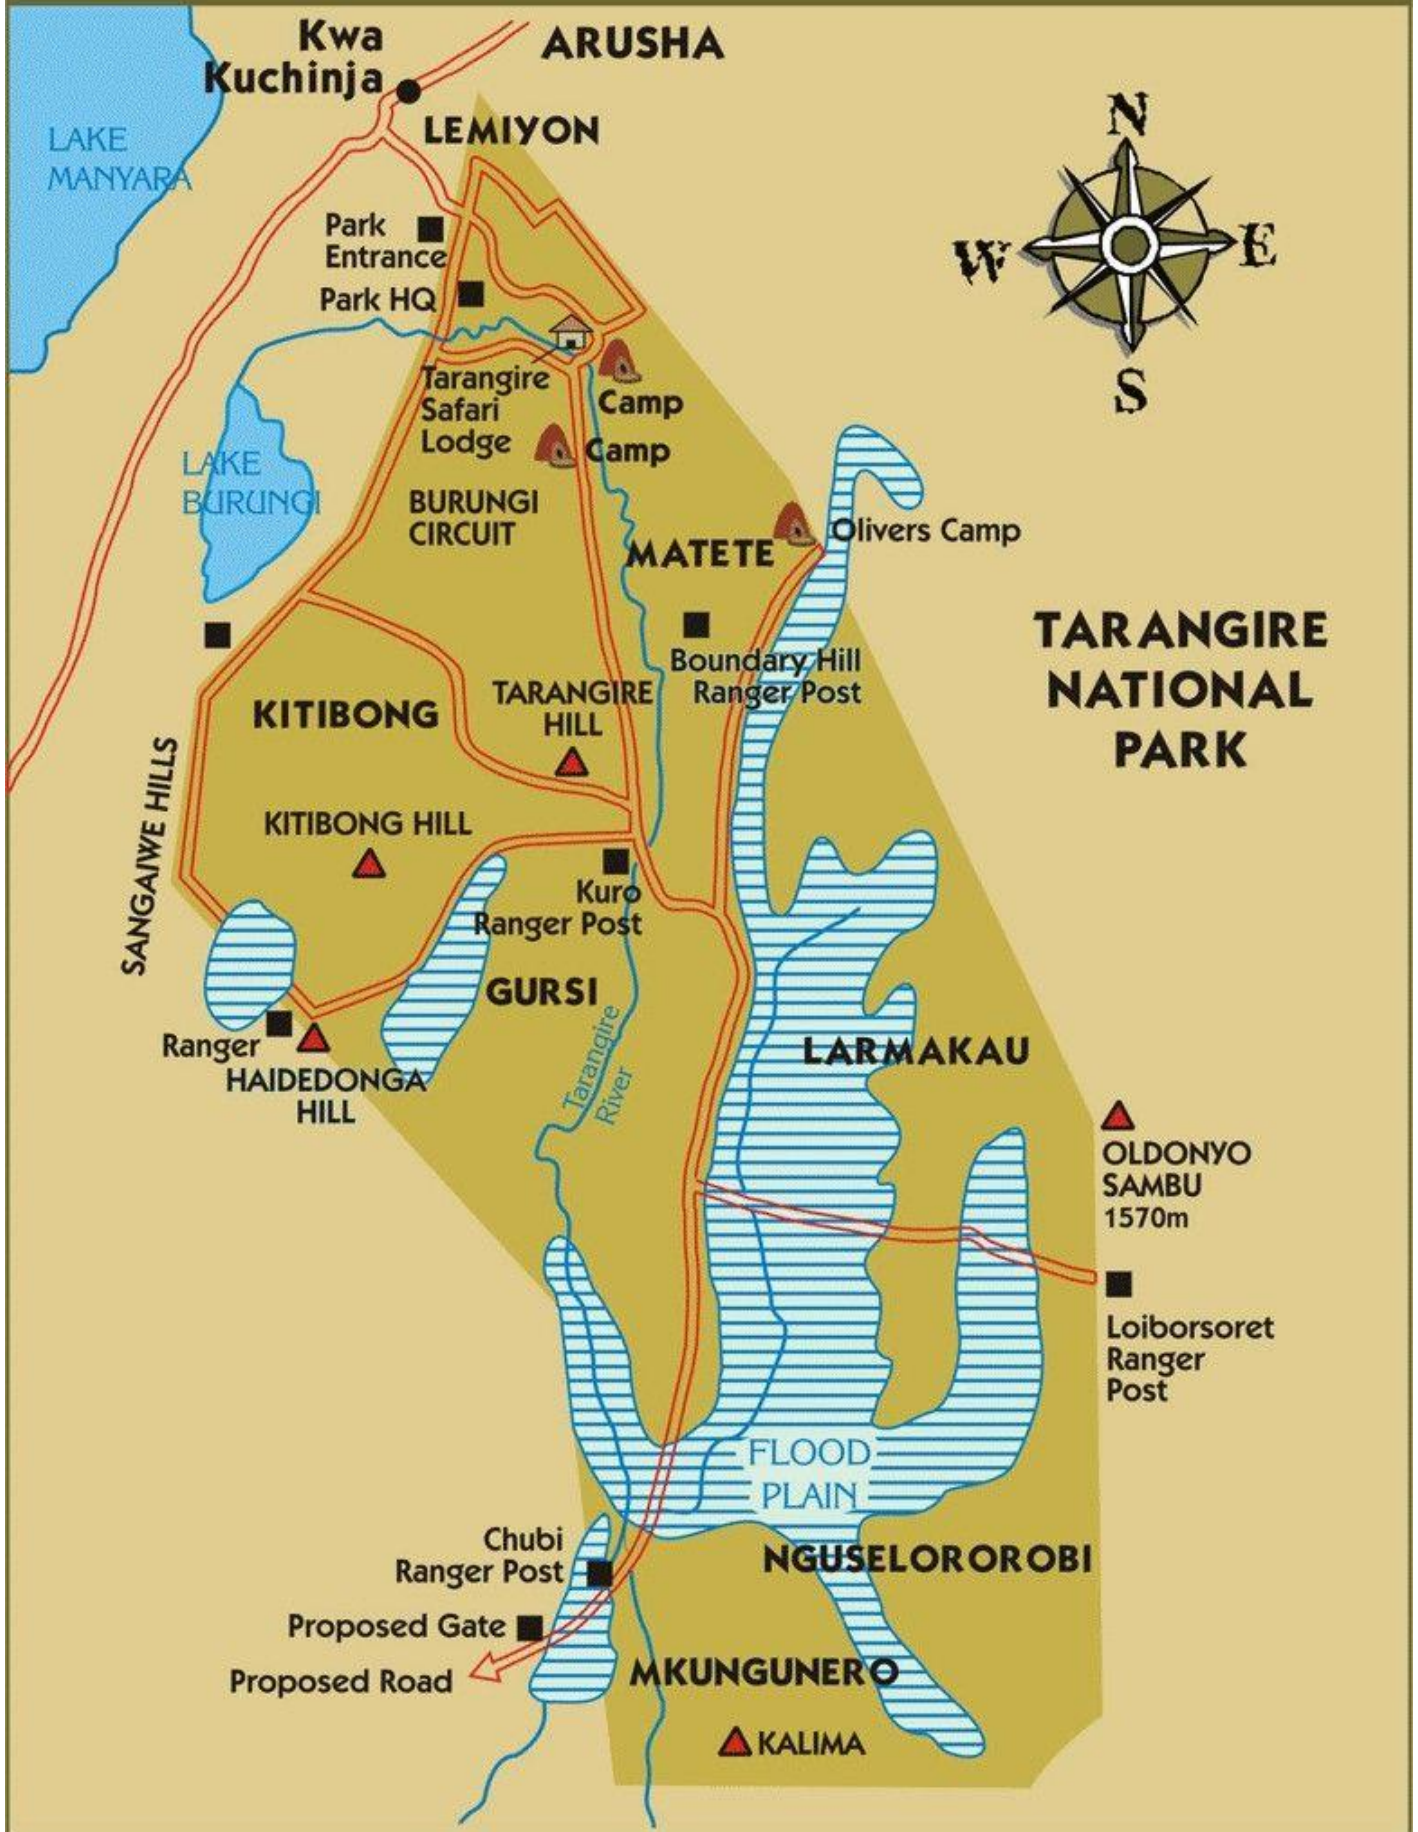 Kwa
Kuchinja
ARUSHA
LEMIYON
N
W
E
S
LAKE
MANYARA
Park
Entrance
Park HQ
Tarangire
Safari
Lodge
Camp
Camp
LAKE
BURUNGI
BURUNGI
CIRCUIT
MATETE
Olivers Camp
TARANGIRE
NATIONAL
PARK
Boundary Hill
Ranger Post
KITIBONG
TARANGIRE
HILL
SANGAIWE HILLS
KITIBONG HILL
Kuro
Ranger Post
GURSI
Ranger
HAIDEDONGA
HILL
Tarangire
River
LARMAKAU
OLDONYO
SAMBU
1570m
Loiborsoret
Ranger
Post
FLOOD
PLAIN
Chubi
Ranger Post
NGUSELOROROBI
Proposed Gate
Proposed Road
MKUNGUNERO
KALIMA